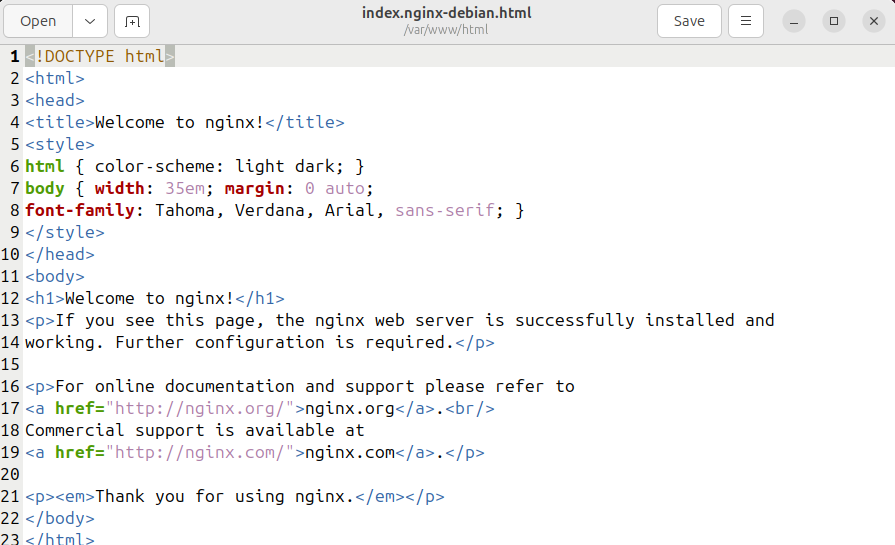 Open
index.nginx-debian.html
/var/www/html
Save
1 <!DOCTYPE html>
2 <html>
3 <head>
4 <title>Welcome to nginx!</title>
5 <style>
6 html { color-scheme: light dark; }
7 body { width: 35em; margin: 0 auto;
8 font-family: Tahoma, Verdana, Arial, sans-serif; }
9 </style>
10 </head>
11 <body>
12 <h1>Welcome to nginx!</h1>
13 <p>If you see this page, the nginx web server is successfully installed and
14 working. Further configuration is required.</p>
15
16 <p>For online documentation and support please refer to
17 <a href="http://nginx.org/">nginx.org</a>.<br/>
18 Commercial support is available at
19 <a href="http://nginx.com/">nginx.com</a>.</p>
20
21 <p><em>Thank you for using nginx.</em></p>
22 </body>
23 </html>